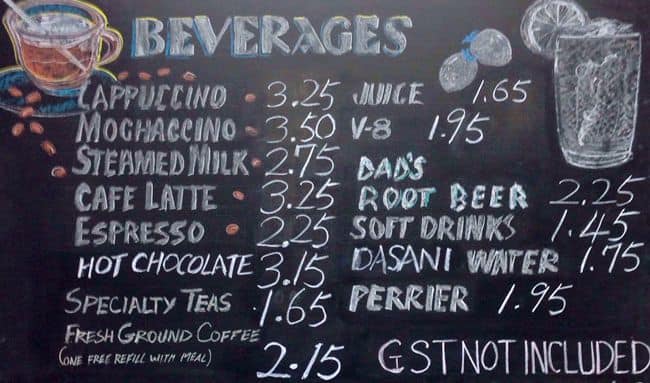 BEVERAGES
CAPPUCCINO 3.25
MOCHACCINO 3.50
STEAMED MILK 2.75
CAFE LATTE 3.25
ESPRESSO 2.25
HOT CHOCOLATE 3.15
SPECIALTY TEAS 1.65
FRESH GROUND COFFEE
(ONE FREE REFILL WITH MEAL) 2.15
JUICE 1.65
V-8 1.95
DAD'S
ROOT BEER 2.25
SOFT DRINKS 1.45
DASANI WATER 1.75
PERRIER 1.95
GST NOT INCLUDED